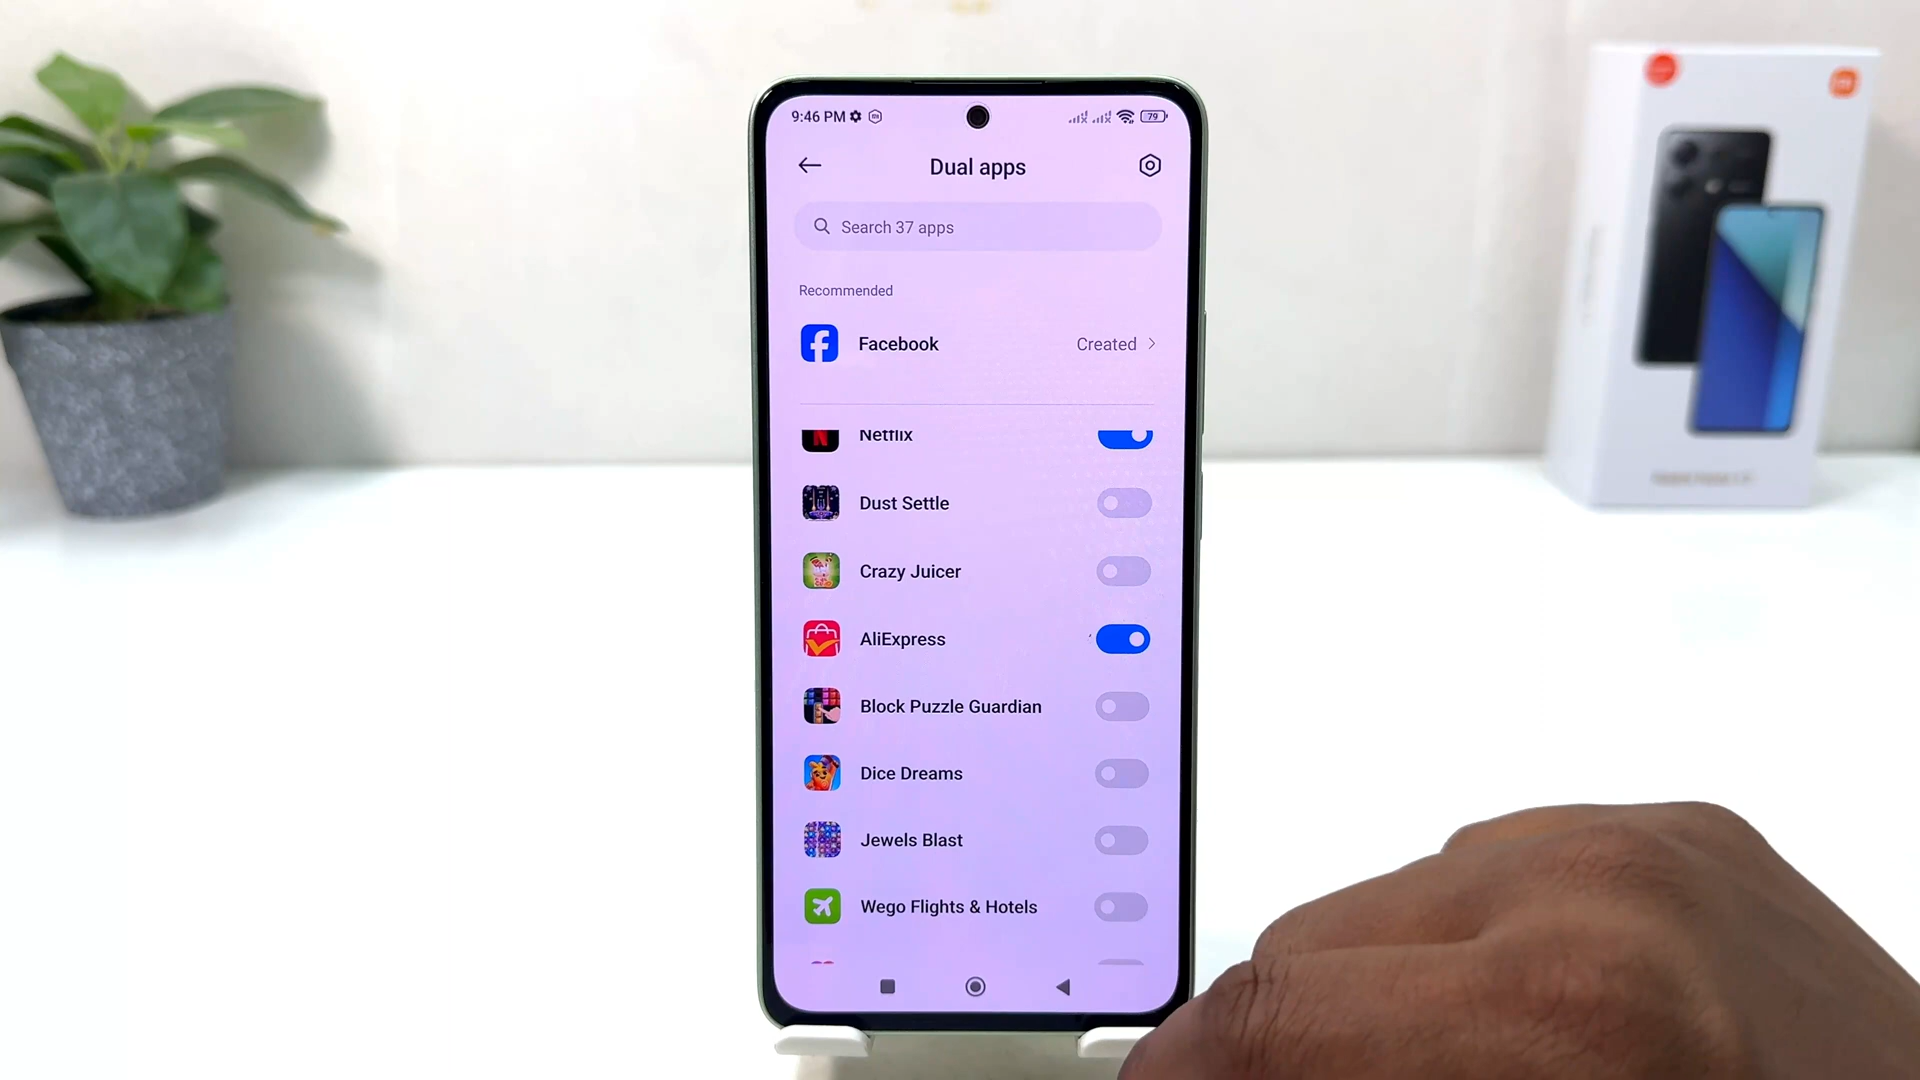 9:46 PM
79
Dual apps
Search 37 apps
Recommended
Facebook
Created
Netflix
Dust Settle
Crazy Juicer
AliExpress
Block Puzzle Guardian
Dice Dreams
Jewels Blast
Wego Flights & Hotels